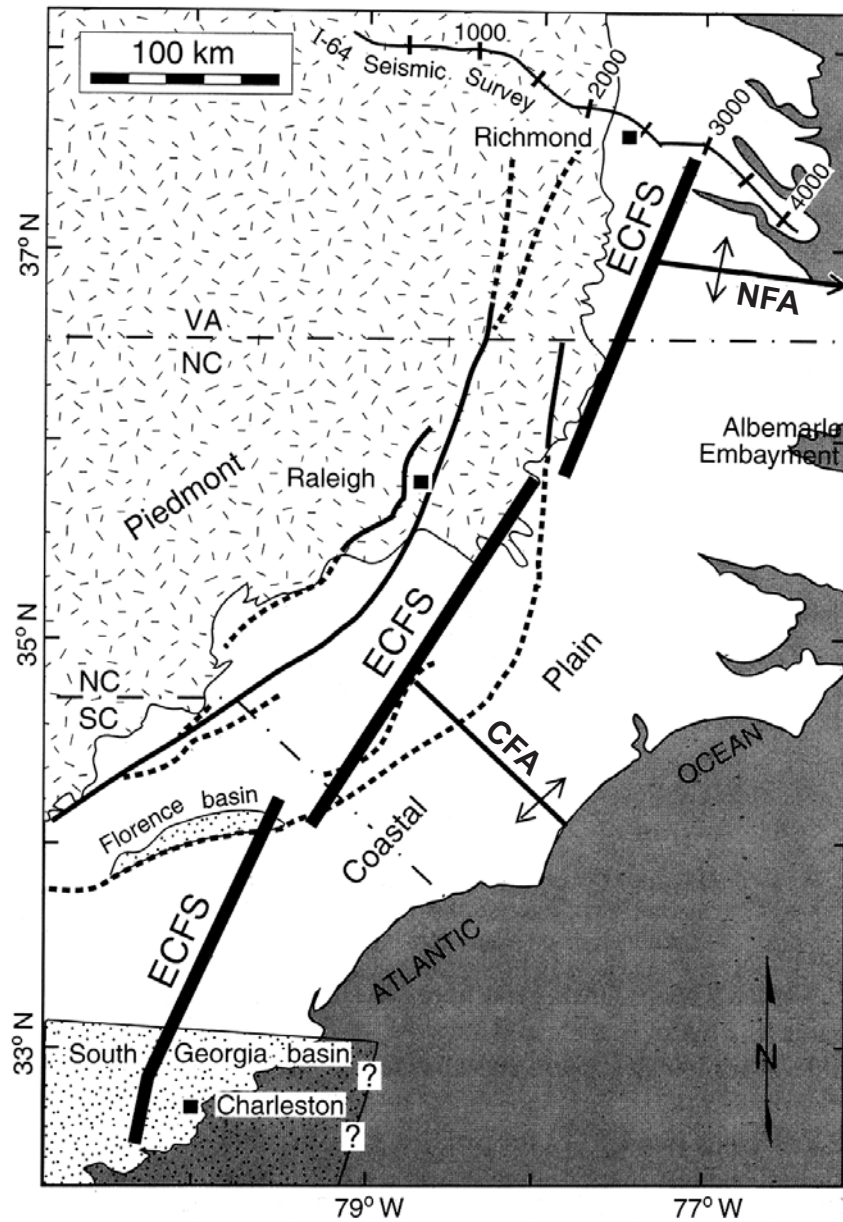 100 km
I-64
Seismic Survey
1000
2000
3000
4000
Richmond
ECFS
37° N
NFA
VA
NC
Albemarle
Embayment
Raleigh
Piedmont
ECFS
35° N
Plain
NC
SC
CFA
OCEAN
Florence basin
Coastal
ECFS
ATLANTIC
33° N
South Georgia basin
?
N
Charleston
?
79° W
77° W